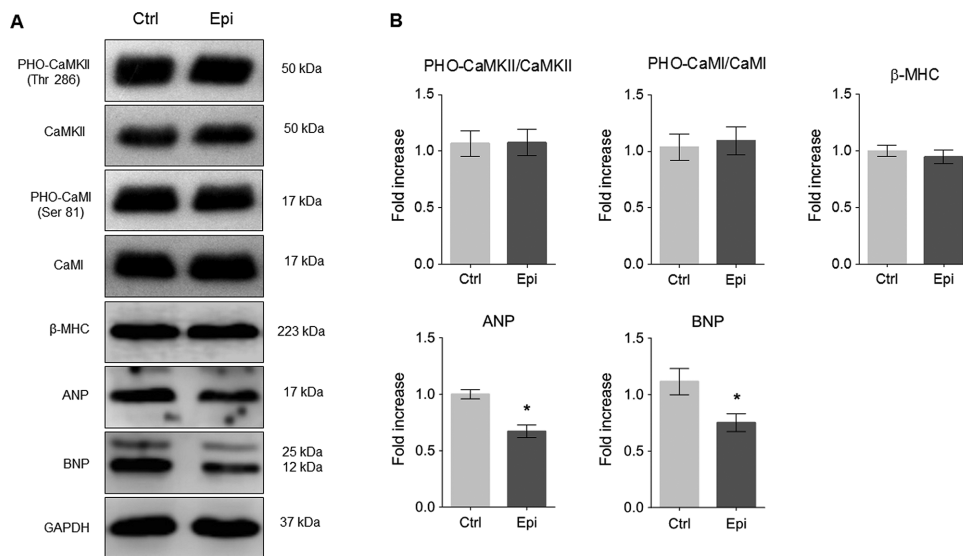 A
Ctrl Epi
PHO-CaMKII
(Thr 286)
50 kDa
CaMKII
50 kDa
PHO-CaMI
(Ser 81)
17 kDa
CaMI
17 kDa
β-MHC
223 kDa
ANP
17 kDa
BNP
25 kDa
12 kDa
GAPDH
37 kDa
B
PHO-CaMKII/CaMKII
Fold increase
1.5
1.0
0.5
0.0
Ctrl Epi
PHO-CaMI/CaMI
Fold increase
1.5
1.0
0.5
0.0
Ctrl Epi
β-MHC
Fold increase
1.5
1.0
0.5
0.0
Ctrl Epi
ANP
Fold increase
1.5
1.0
0.5
0.0
*
Ctrl Epi
BNP
Fold increase
1.5
1.0
0.5
0.0
*
Ctrl Epi